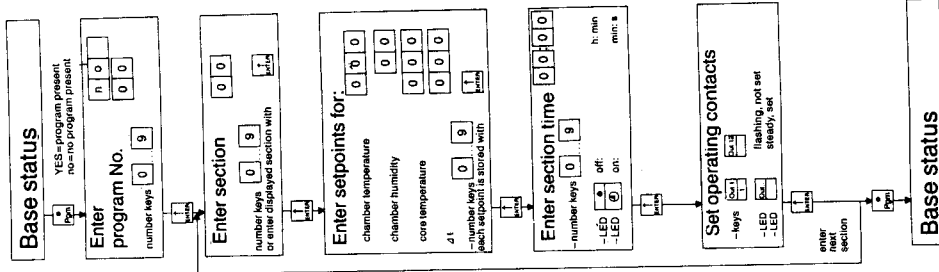 Base status
Pgm
YES=program present
no=no program present
Enter
program No.
n o
0 0
number keys 0 9
ENTER
Enter section
0 0
number keys 0 9
or enter displayed section with ENTER
ENTER
Enter setpoints for:
chamber temperature 0 0 0
chamber humidity 0 0
core temperature 0 0 0
Δt 0 0 0
-number keys 0 9
each setpoint is stored with ENTER
ENTER
Enter section time
0 0 0 0
-number keys 0 9
-LED off: h: min
-LED on: min: s
ENTER
Set operating contacts
-keys Out 1 Out 12
-LED Out flashing, not set
-LED steady, set
ENTER
enter
next
section
Pgm
Base status